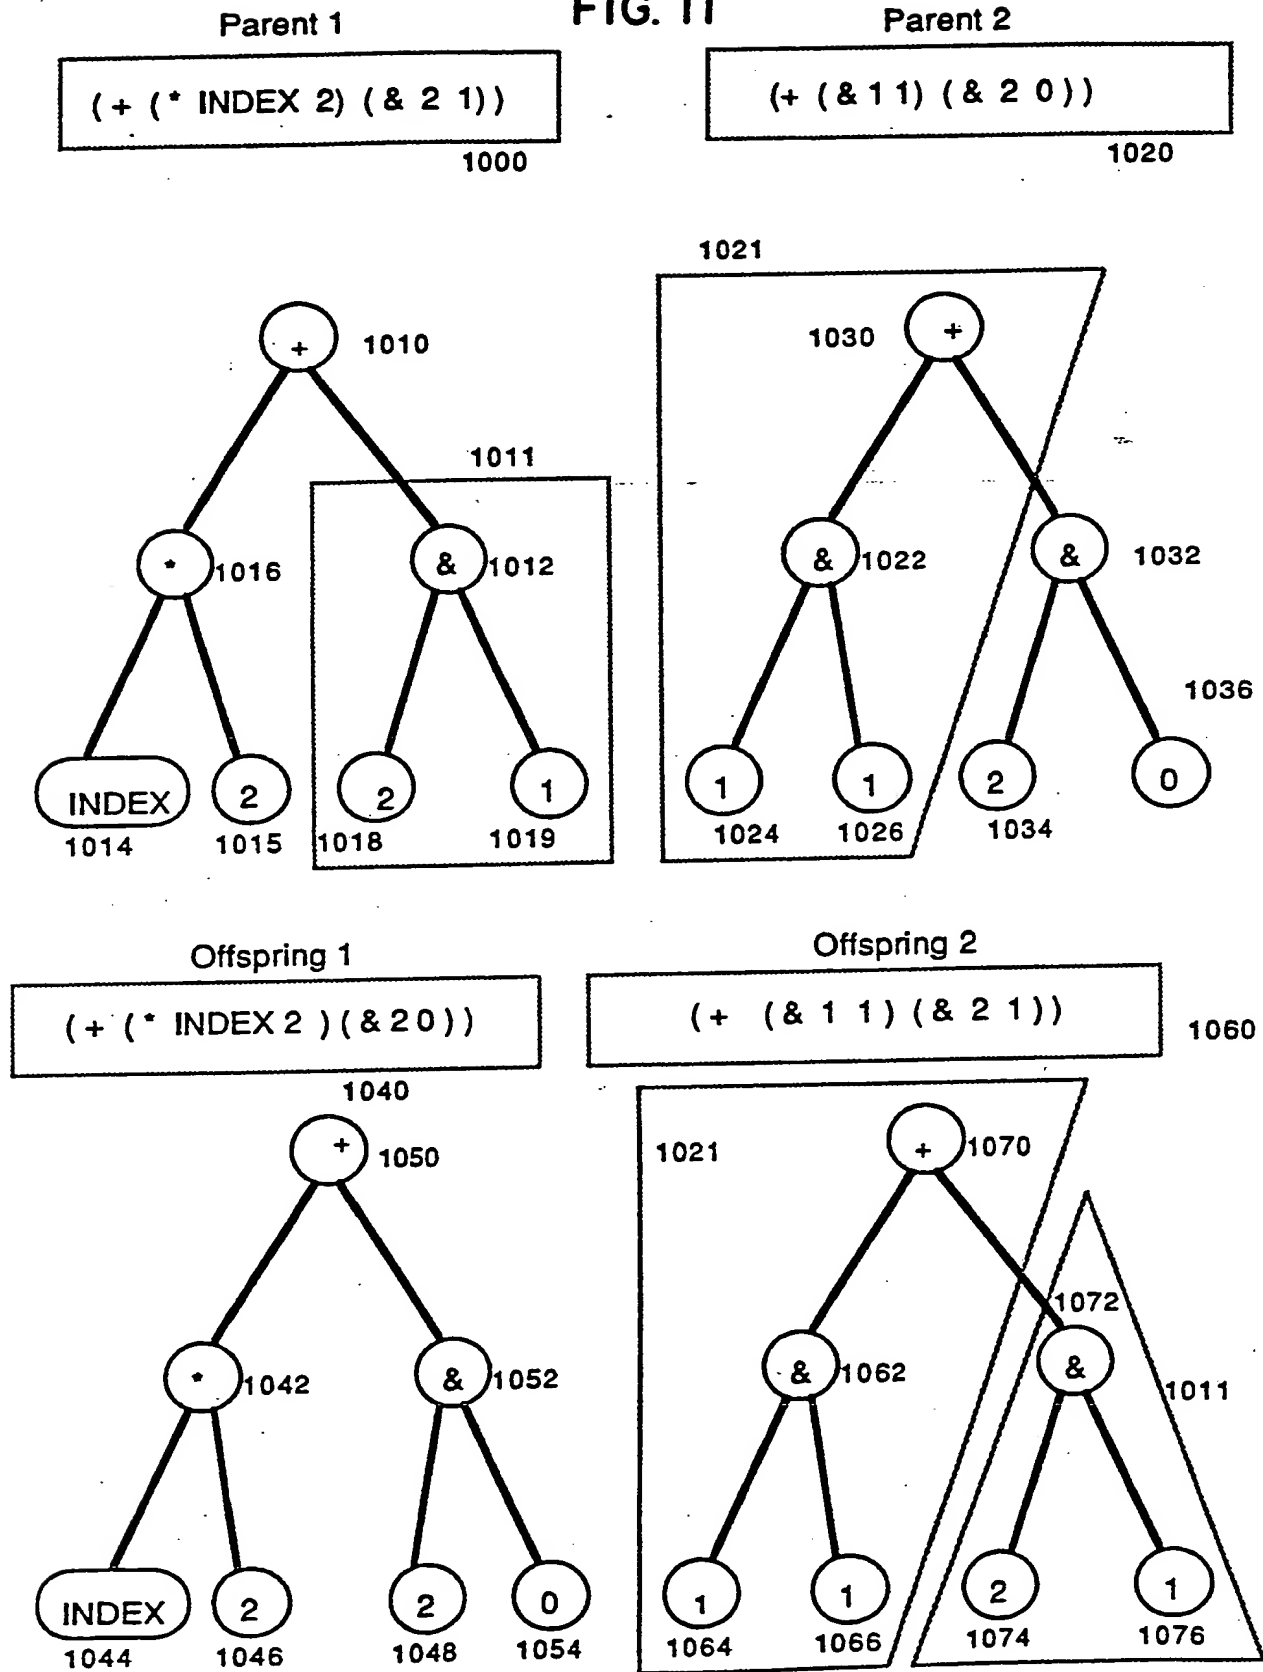 FIG. 11
Parent 1
Parent 2
( + ( * INDEX 2) ( & 2 1))
(+ ( & 1 1) ( & 2 0 ))
1000
1020
1021
+ 1010
1030 +
1011
* 1016
& 1012
& 1022
& 1032
1036
INDEX 2 2 1
1 1 2 0
1014 1015 1018 1019
1024 1026 1034
Offspring 1
Offspring 2
( + ( * INDEX 2 ) ( & 2 0 ) )
( + ( & 1 1 ) ( & 2 1 ) )
1060
1040
+ 1050
1021
+ 1070
1072
* 1042
& 1052
& 1062
&
1011
INDEX 2 2 0
1 1 2 1
1044 1046 1048 1054
1064 1066 1074 1076